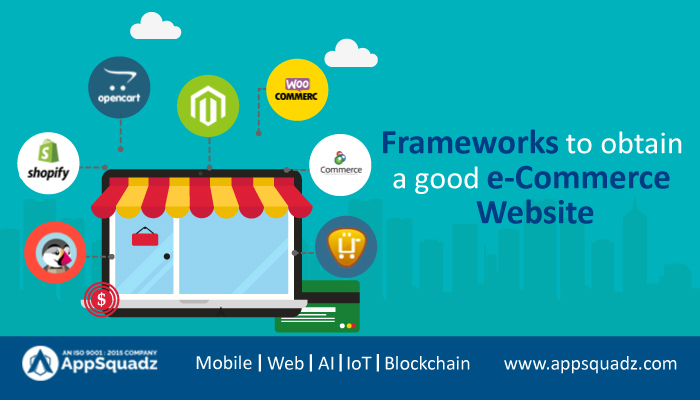 opencart
WOO
COMMERC
shopify
Commerce
Frameworks to obtain
a good e-Commerce
Website
$
AN ISO 9001 : 2015 COMPANY
AppSquadz
Mobile | Web | AI | IoT | Blockchain
www.appsquadz.com